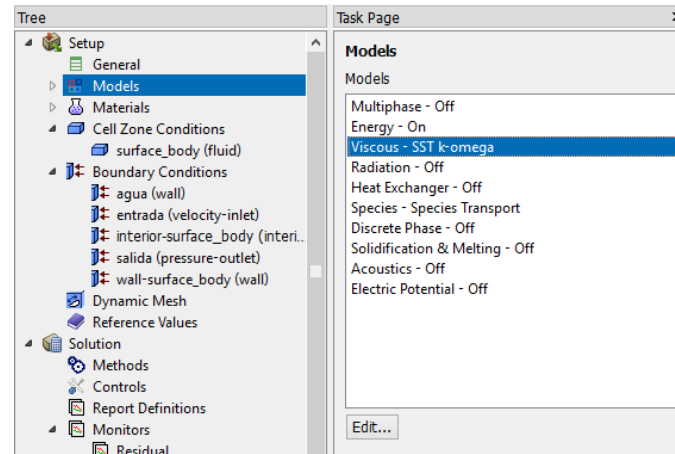 Tree
Setup
General
Models
Materials
Cell Zone Conditions
surface_body (fluid)
Boundary Conditions
agua (wall)
entrada (velocity-inlet)
interior-surface_body (interi...
salida (pressure-outlet)
wall-surface_body (wall)
Dynamic Mesh
Reference Values
Solution
Methods
Controls
Report Definitions
Monitors
Residual
Task Page
Models
Models
Multiphase - Off
Energy - On
Viscous - SST k-omega
Radiation - Off
Heat Exchanger - Off
Species - Species Transport
Discrete Phase - Off
Solidification & Melting - Off
Acoustics - Off
Electric Potential - Off
Edit...